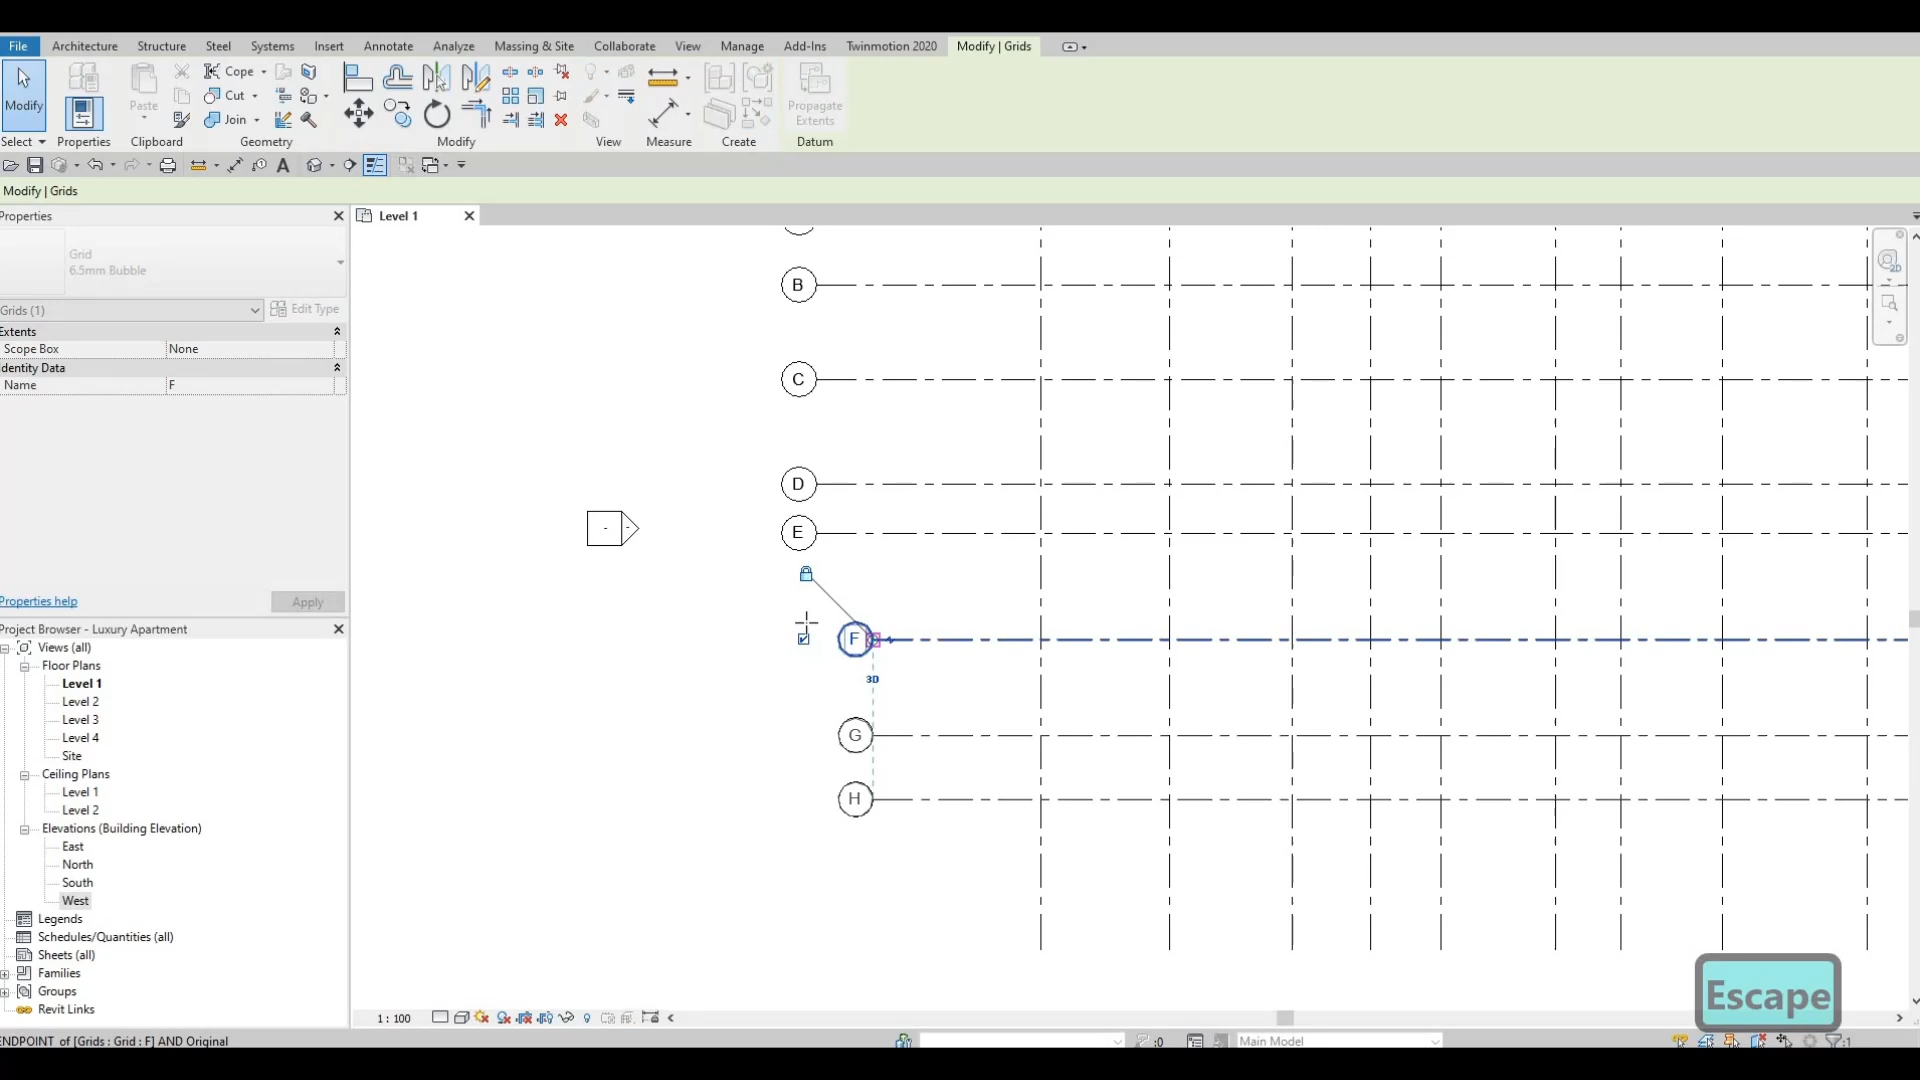 File Architecture Structure Steel Systems Insert Annotate Analyze Massing & Site Collaborate View Manage Add-Ins Twinmotion 2020 Modify | Grids
Modify
Paste
Cope
Cut
Join
Propagate
Extents
Select Properties Clipboard Geometry Modify View Measure Create Datum
A
Modify | Grids
Properties
Level 1
Grid
6.5mm Bubble
Grids (1)
Edit Type
Extents
Scope Box None
Identity Data
Name F
Properties help
Apply
Project Browser - Luxury Apartment
Views (all)
Floor Plans
Level 1
Level 2
Level 3
Level 4
Site
Ceiling Plans
Level 1
Level 2
Elevations (Building Elevation)
East
North
South
West
Legends
Schedules/Quantities (all)
Sheets (all)
Families
Groups
Revit Links
B
C
D
E
F
3D
G
H
2D
Escape
1 : 100
ENDPOINT of [Grids : Grid : F] AND Original
:0
Main Model
:1